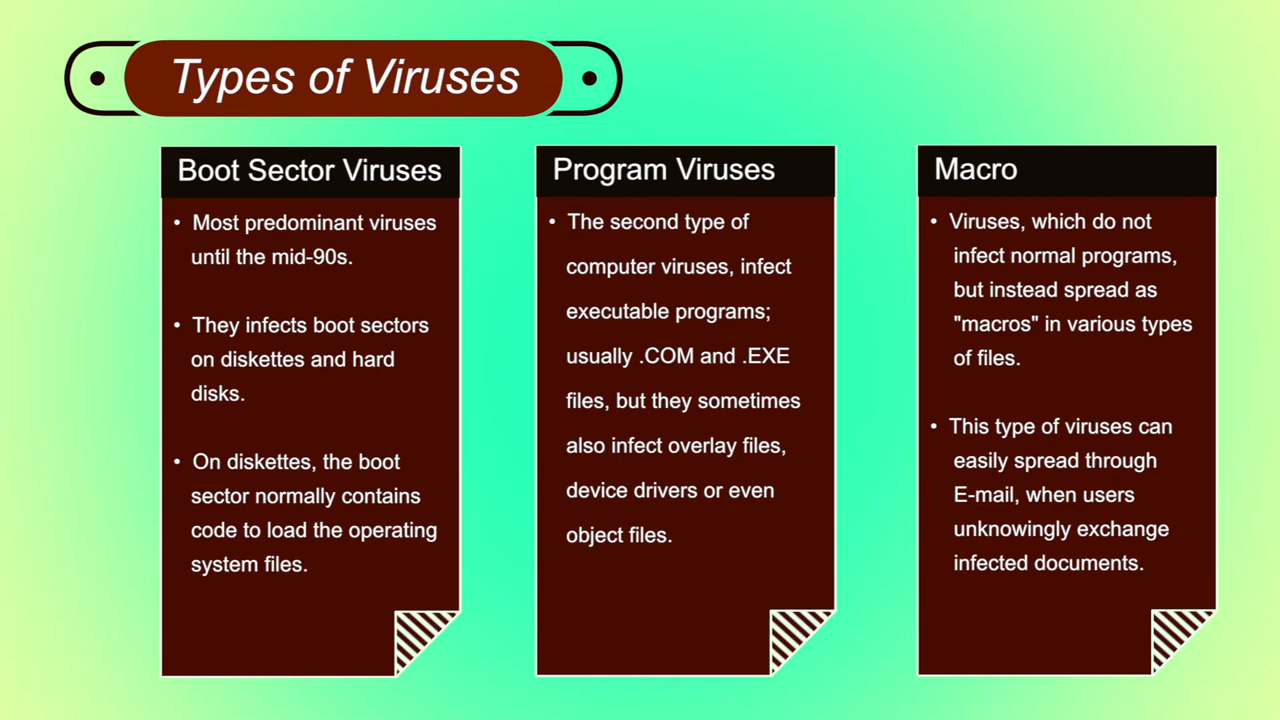 Types of Viruses
Boot Sector Viruses
• Most predominant viruses
until the mid-90s.
• They infects boot sectors
on diskettes and hard
disks.
• On diskettes, the boot
sector normally contains
code to load the operating
system files.
Program Viruses
• The second type of
computer viruses, infect
executable programs;
usually .COM and .EXE
files, but they sometimes
also infect overlay files,
device drivers or even
object files.
Macro
• Viruses, which do not
infect normal programs,
but instead spread as
"macros" in various types
of files.
• This type of viruses can
easily spread through
E-mail, when users
unknowingly exchange
infected documents.